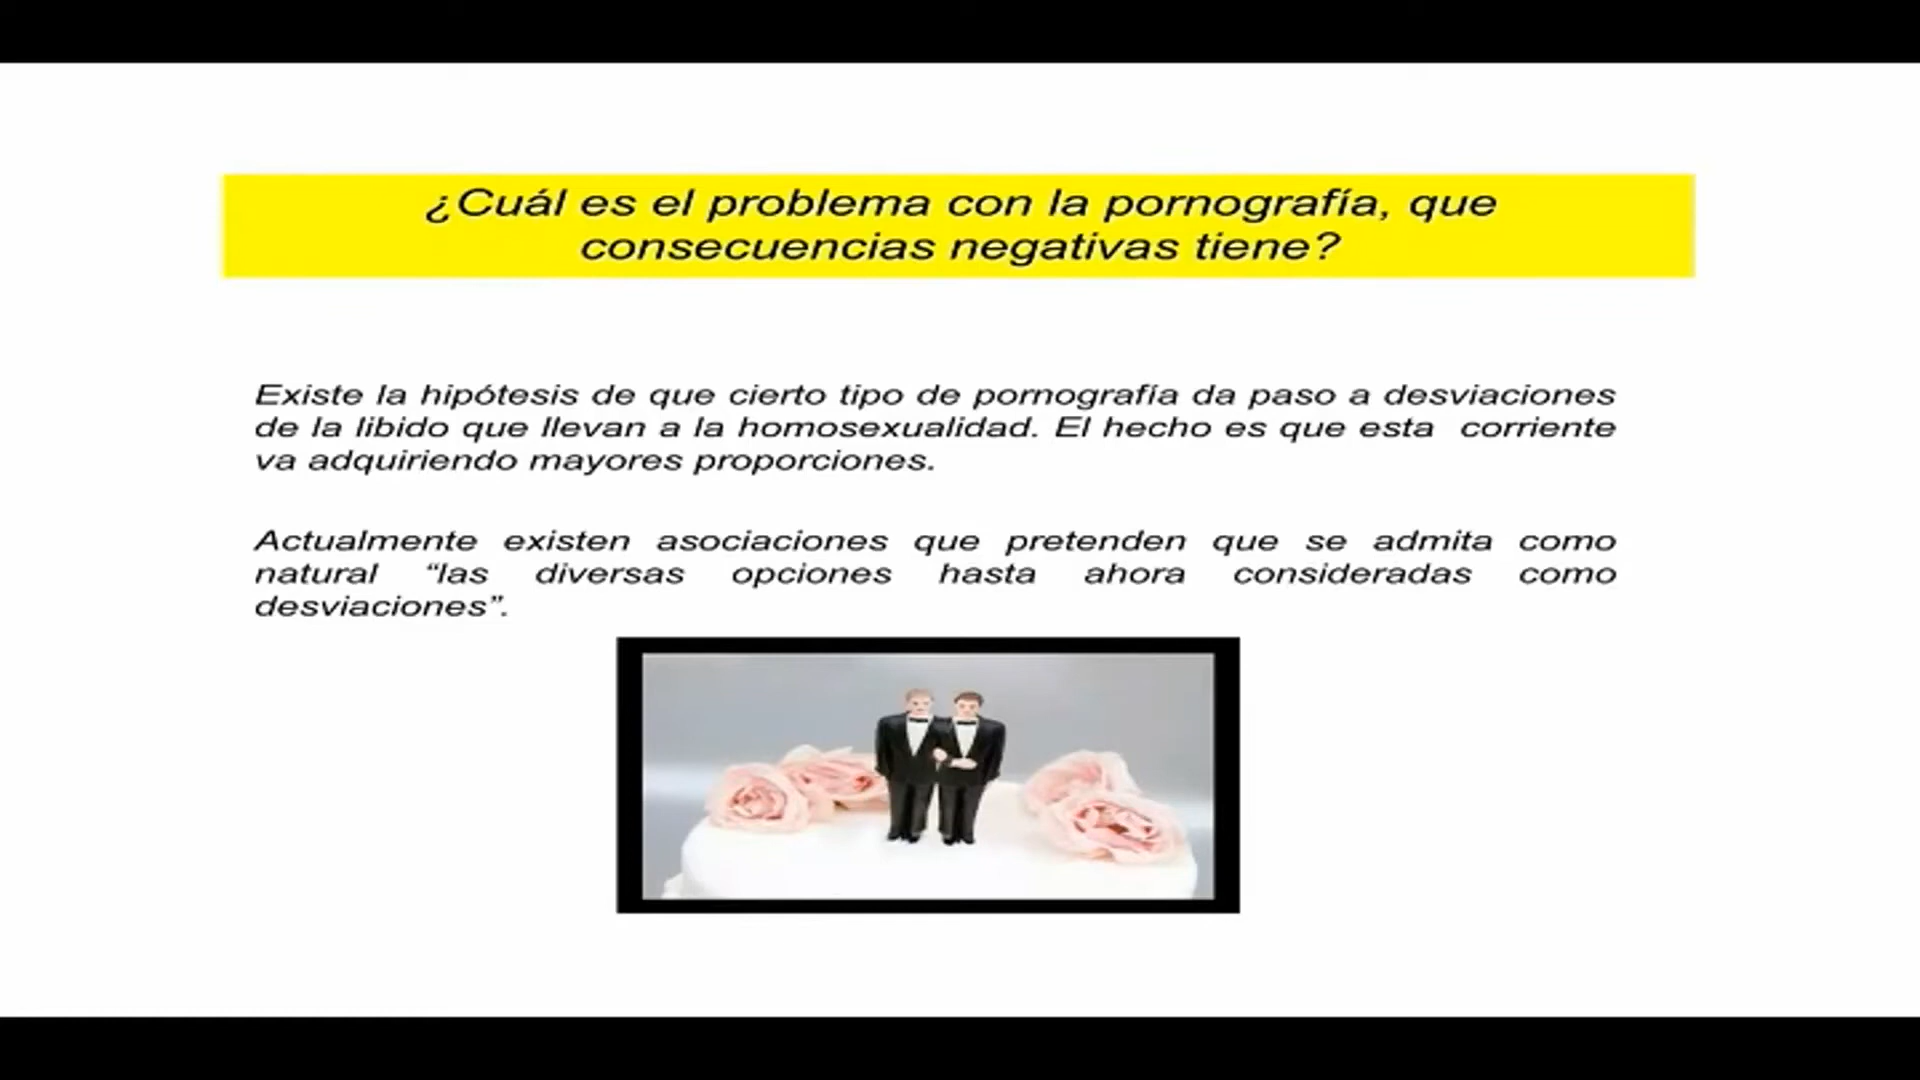 ¿Cuál es el problema con la pornografía, que
consecuencias negativas tiene?
Existe la hipótesis de que cierto tipo de pornografía da paso a desviaciones
de la libido que llevan a la homosexualidad. El hecho es que esta corriente
va adquiriendo mayores proporciones.
Actualmente existen asociaciones que pretenden que se admita como
natural “las diversas opciones hasta ahora consideradas como
desviaciones”.